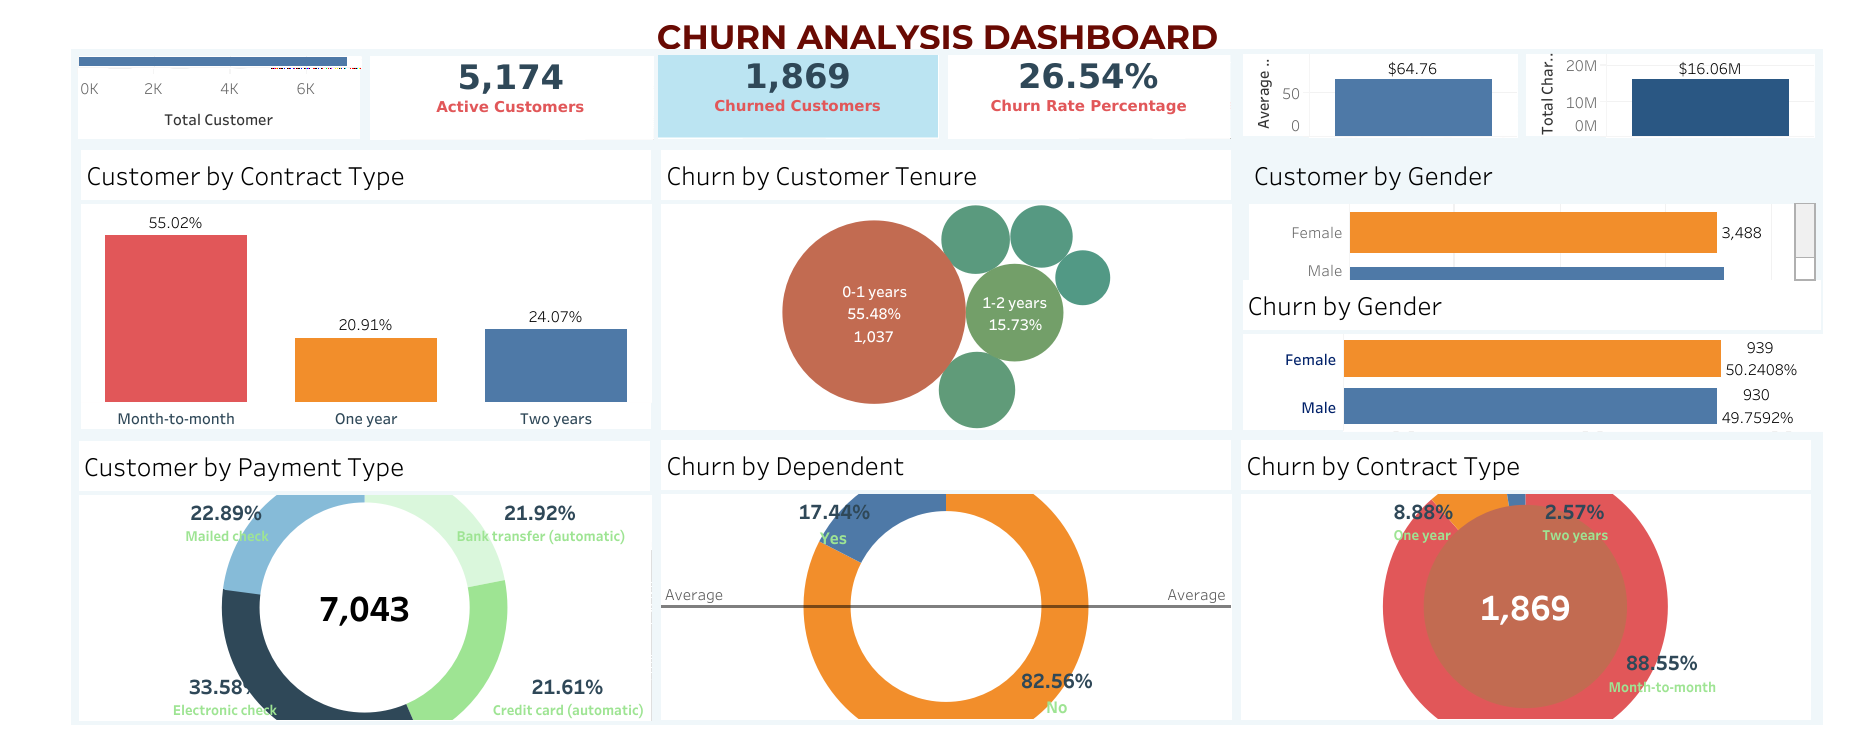 CHURN ANALYSIS DASHBOARD
0K 2K 4K 6K
Total Customer
5,174
Active Customers
1,869
Churned Customers
26.54%
Churn Rate Percentage
Average ..
50
0
$64.76
Total Char..
20M
10M
0M
$16.06M
Customer by Contract Type
55.02%
20.91%
24.07%
Month-to-month
One year
Two years
Churn by Customer Tenure
0-1 years
55.48%
1,037
1-2 years
15.73%
Customer by Gender
Female
3,488
Male
Churn by Gender
Female
939
50.2408%
Male
930
49.7592%
Customer by Payment Type
22.89%
Mailed check
21.92%
Bank transfer (automatic)
7,043
33.58%
Electronic check
21.61%
Credit card (automatic)
Churn by Dependent
17.44%
Yes
Average
Average
82.56%
No
Churn by Contract Type
8.88%
One year
2.57%
Two years
1,869
88.55%
Month-to-month